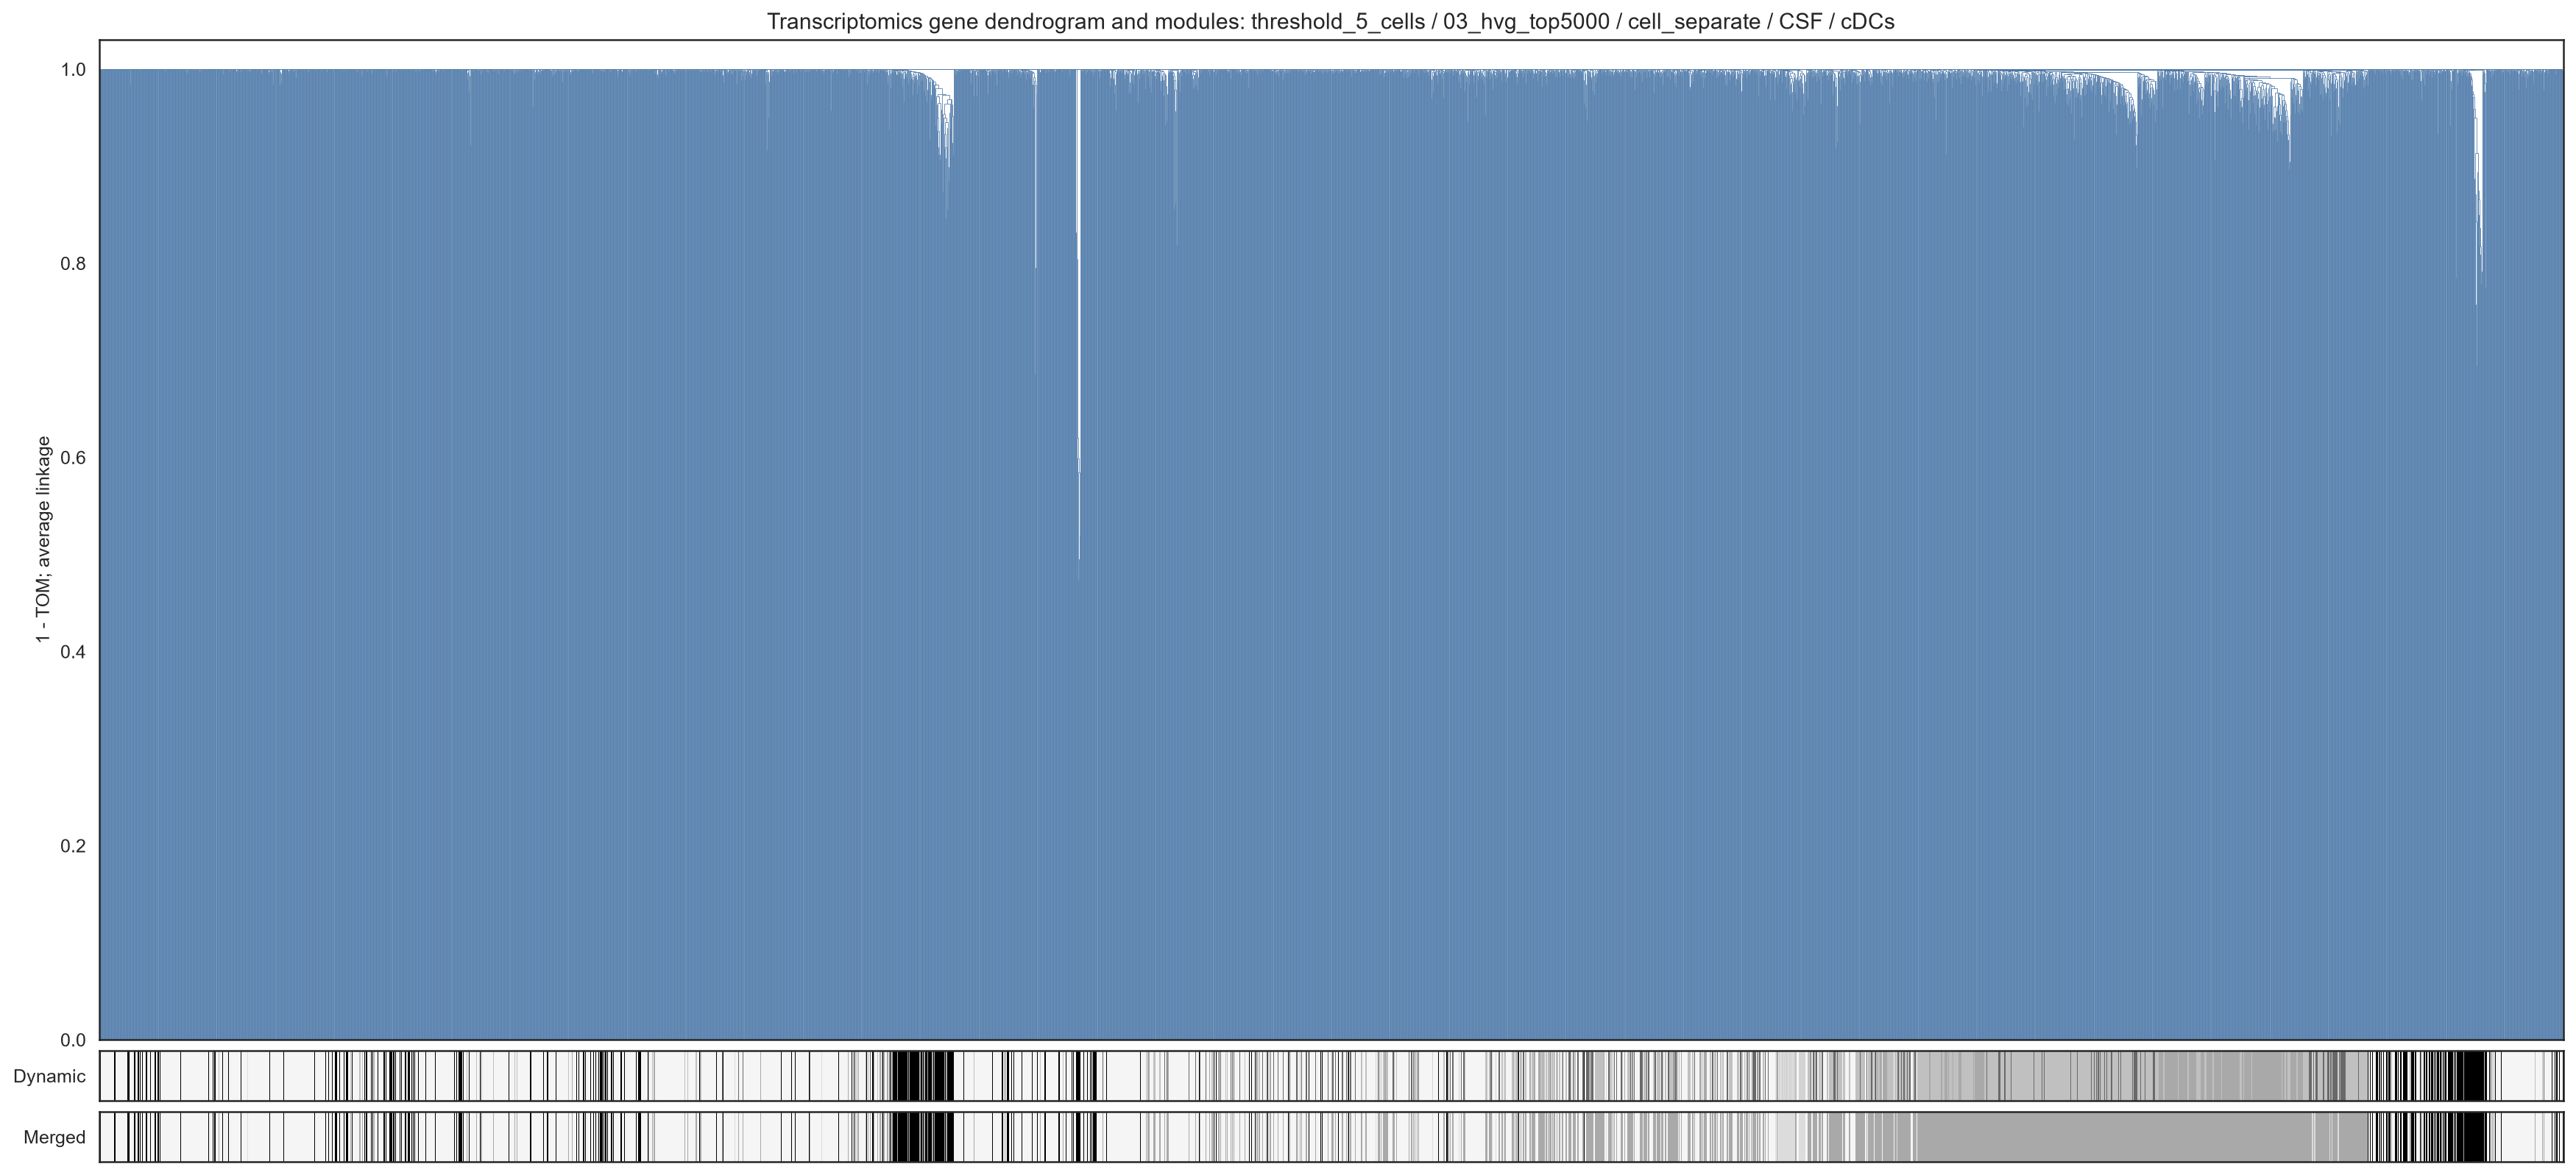 Transcriptomics gene dendrogram and modules: threshold_5_cells / 03_hvg_top5000 / cell_separate / CSF / cDCs
1.0
0.8
0.6
0.4
0.2
0.0
1 - TOM; average linkage
Dynamic
Merged